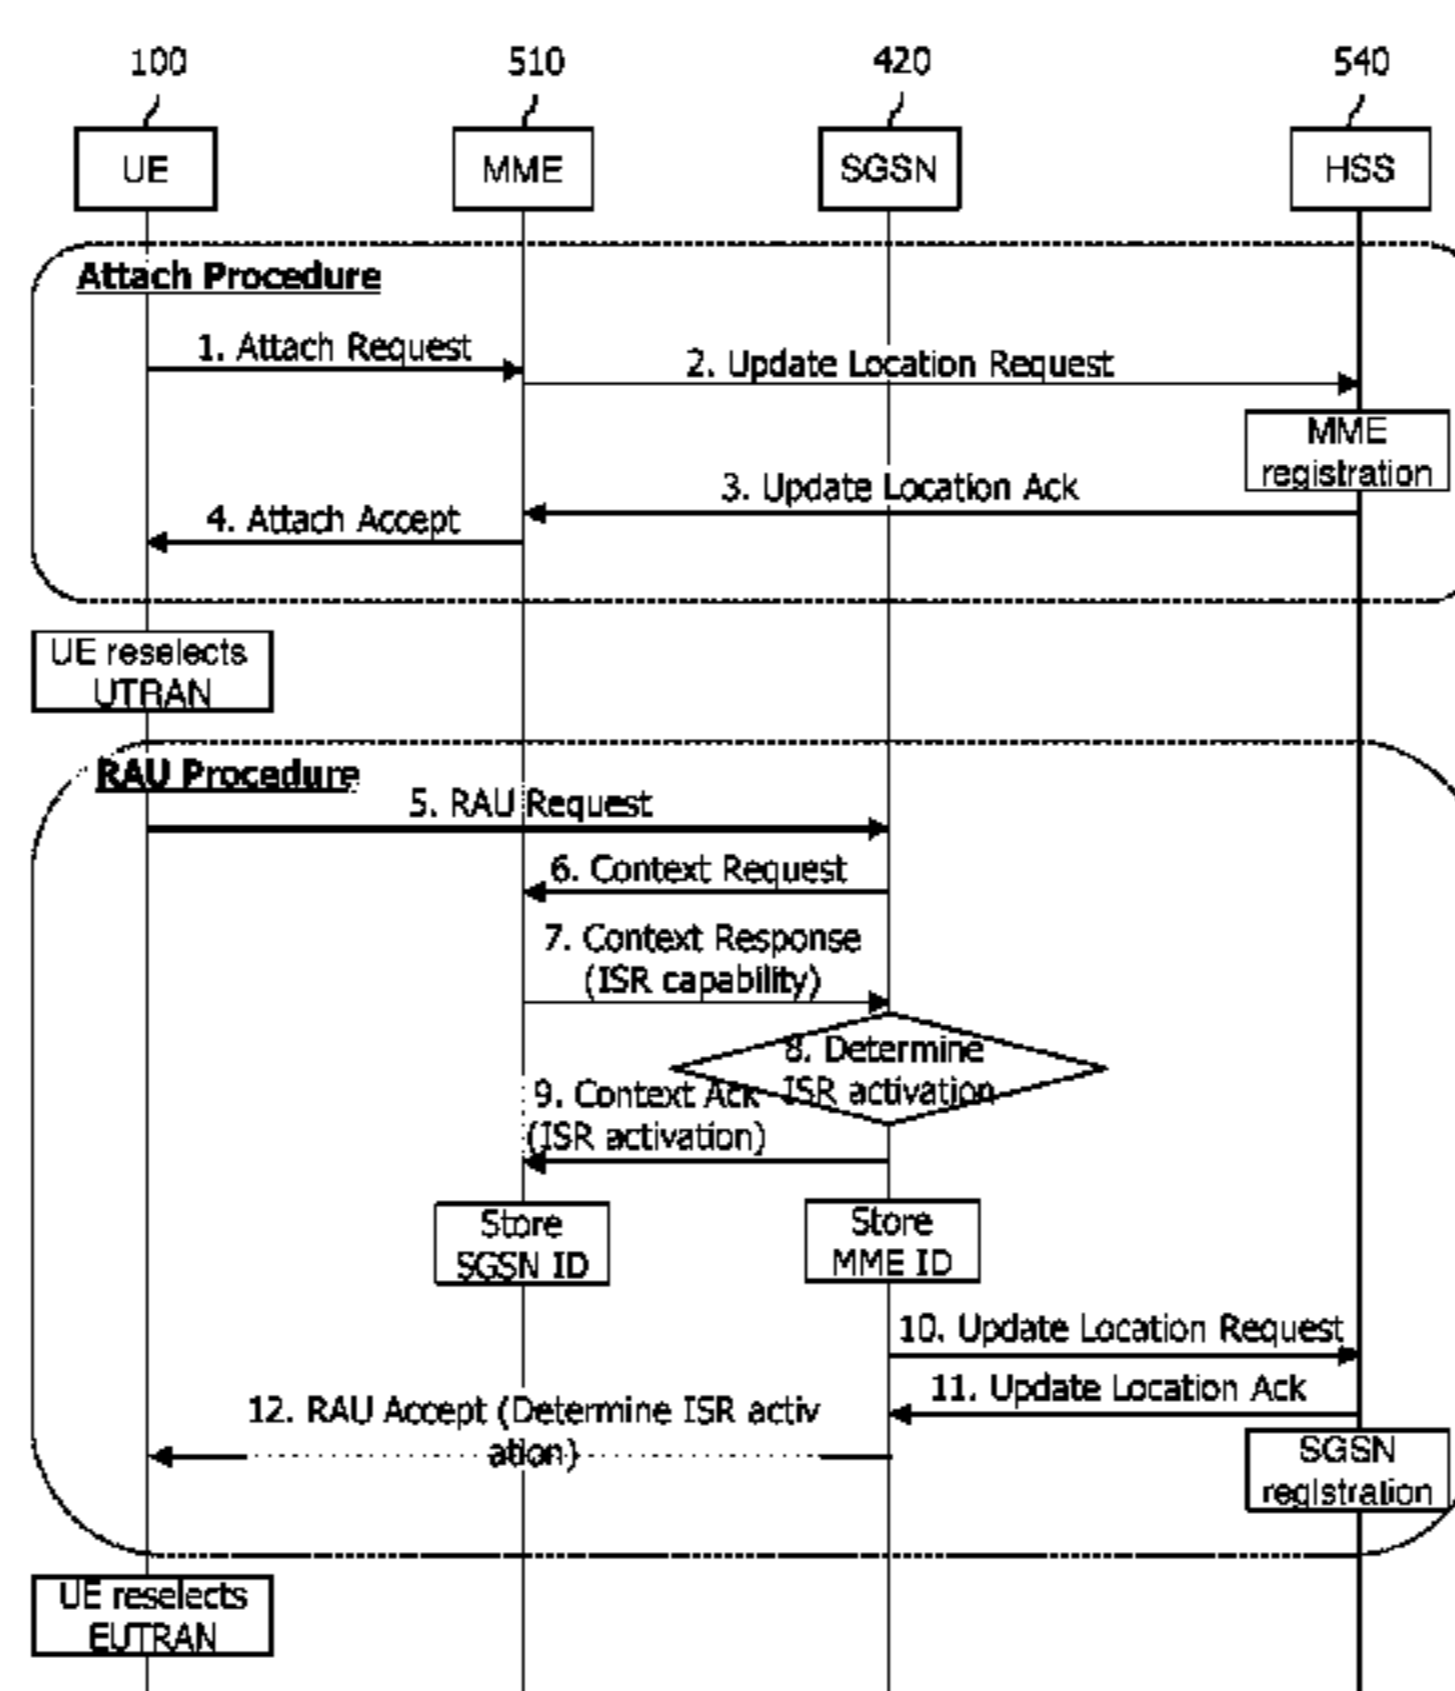 100
510
420
540
UE
MME
SGSN
HSS
Attach Procedure
1. Attach Request
2. Update Location Request
MME
registration
3. Update Location Ack
4. Attach Accept
UE reselects
UTRAN
RAU Procedure
5. RAU Request
6. Context Request
7. Context Response
(ISR capability)
8. Determine
ISR activation
9. Context Ack
(ISR activation)
Store
SGSN ID
Store
MME ID
10. Update Location Request
11. Update Location Ack
12. RAU Accept (Determine ISR activ
ation)
SGSN
registration
UE reselects
EUTRAN